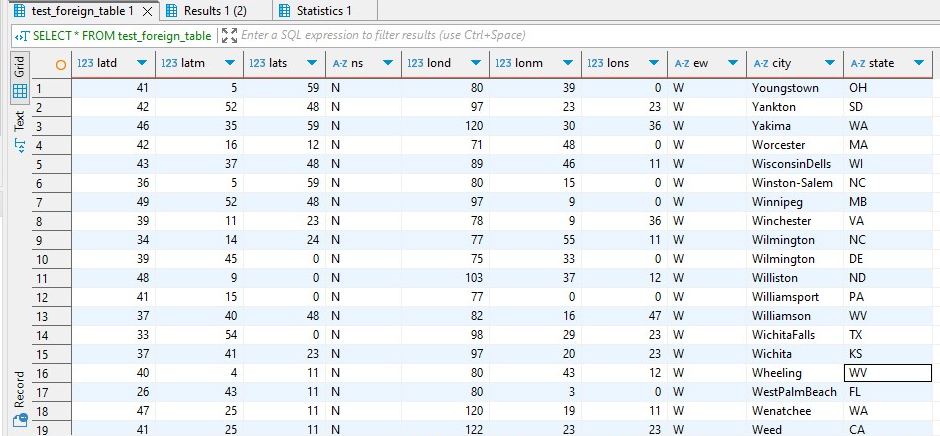 test_foreign_table 1 Results 1 (2) Statistics 1
SELECT * FROM test_foreign_table Enter a SQL expression to filter results (use Ctrl+Space)
Grid
Text
Record
123 latd 123 latm 123 lats A-Z ns 123 lond 123 lonm 123 lons A-Z ew A-Z city A-Z state
1 41 5 59 N 80 39 0 W Youngstown OH
2 42 52 48 N 97 23 23 W Yankton SD
3 46 35 59 N 120 30 36 W Yakima WA
4 42 16 12 N 71 48 0 W Worcester MA
5 43 37 48 N 89 46 11 W WisconsinDells WI
6 36 5 59 N 80 15 0 W Winston-Salem NC
7 49 52 48 N 97 9 0 W Winnipeg MB
8 39 11 23 N 78 9 36 W Winchester VA
9 34 14 24 N 77 55 11 W Wilmington NC
10 39 45 0 N 75 33 0 W Wilmington DE
11 48 9 0 N 103 37 12 W Williston ND
12 41 15 0 N 77 0 0 W Williamsport PA
13 37 40 48 N 82 16 47 W Williamson WV
14 33 54 0 N 98 29 23 W WichitaFalls TX
15 37 41 23 N 97 20 23 W Wichita KS
16 40 4 11 N 80 43 12 W Wheeling WV
17 26 43 11 N 80 3 0 W WestPalmBeach FL
18 47 25 11 N 120 19 11 W Wenatchee WA
19 41 25 11 N 122 23 23 W Weed CA